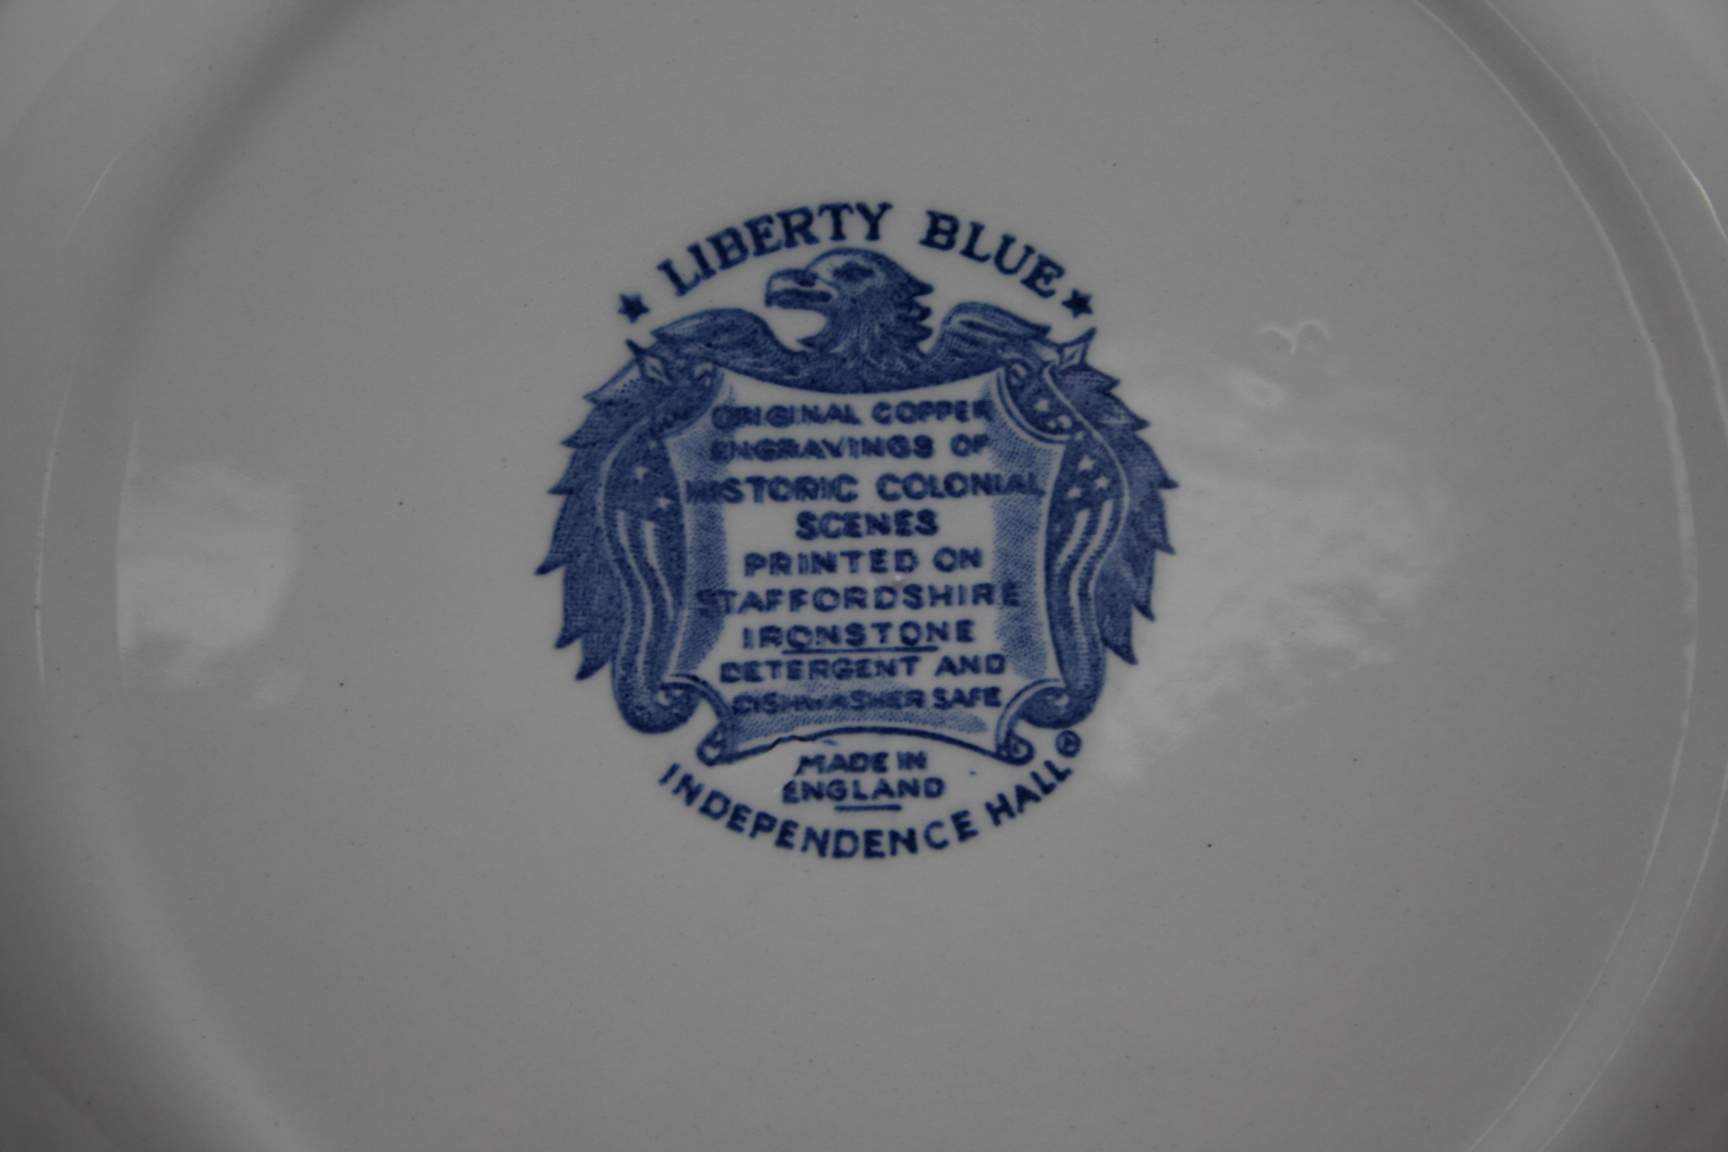 ★ LIBERTY BLUE ★
ORIGINAL COPPER
ENGRAVINGS OF
HISTORIC COLONIAL
SCENES
PRINTED ON
STAFFORDSHIRE
IRONSTONE
DETERGENT AND
DISHWASHER SAFE
MADE IN
ENGLAND
INDEPENDENCE HALL ®